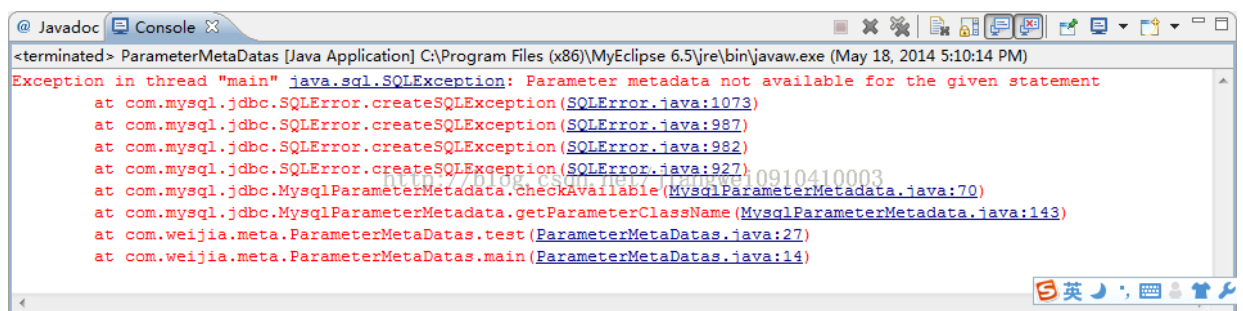 @ Javadoc Console
<terminated> ParameterMetaDatas [Java Application] C:\Program Files (x86)\MyEclipse 6.5\jre\bin\javaw.exe (May 18, 2014 5:10:14 PM)
Exception in thread "main" java.sql.SQLException: Parameter metadata not available for the given statement
at com.mysql.jdbc.SQLError.createSQLException(SQLError.java:1073)
at com.mysql.jdbc.SQLError.createSQLException(SQLError.java:987)
at com.mysql.jdbc.SQLError.createSQLException(SQLError.java:982)
at com.mysql.jdbc.SQLError.createSQLException(SQLError.java:927)
http://blog.csdn.net/jiangwei0910410003
at com.mysql.jdbc.MysqlParameterMetadata.checkAvailable(MysqlParameterMetadata.java:70)
at com.mysql.jdbc.MysqlParameterMetadata.getParameterClassName(MysqlParameterMetadata.java:143)
at com.weijia.meta.ParameterMetaDatas.test(ParameterMetaDatas.java:27)
at com.weijia.meta.ParameterMetaDatas.main(ParameterMetaDatas.java:14)
英